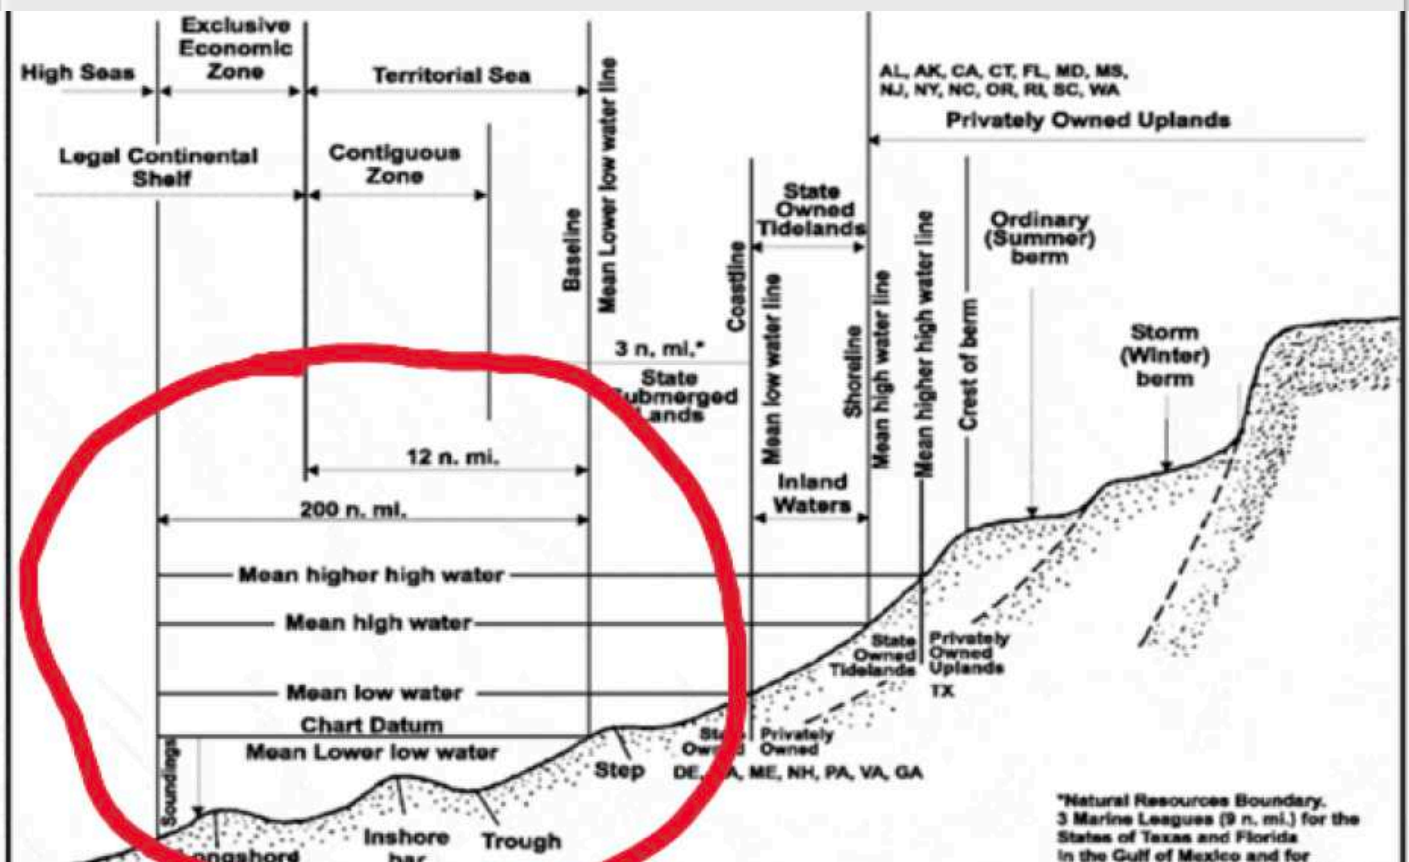 Exclusive
Economic
Zone
High Seas
Territorial Sea
AL, AK, CA, CT, FL, MD, MS,
NJ, NY, NC, OR, RI, SC, WA
Privately Owned Uplands
Legal Continental
Shelf
Contiguous
Zone
Baseline
Mean Lower low water line
Coastline
Mean low water line
State
Owned
Tidelands
Shoreline
Mean high water line
Mean higher high water line
Crest of berm
Ordinary
(Summer)
berm
Storm
(Winter)
berm
3 n. mi.*
State
Submerged
Lands
12 n. mi.
200 n. mi.
Inland
Waters
Mean higher high water
Mean high water
Mean low water
Chart Datum
Mean Lower low water
Soundings
State
Owned
Tidelands
Privately
Owned
Uplands
TX
State
Owned
Privately
Owned
DE, ME, NH, PA, VA, GA
Step
Trough
Inshore
bar
*Natural Resources Boundary.
3 Marine Leagues (9 n. mi.) for the
States of Texas and Florida
in the Gulf of Mexico and for